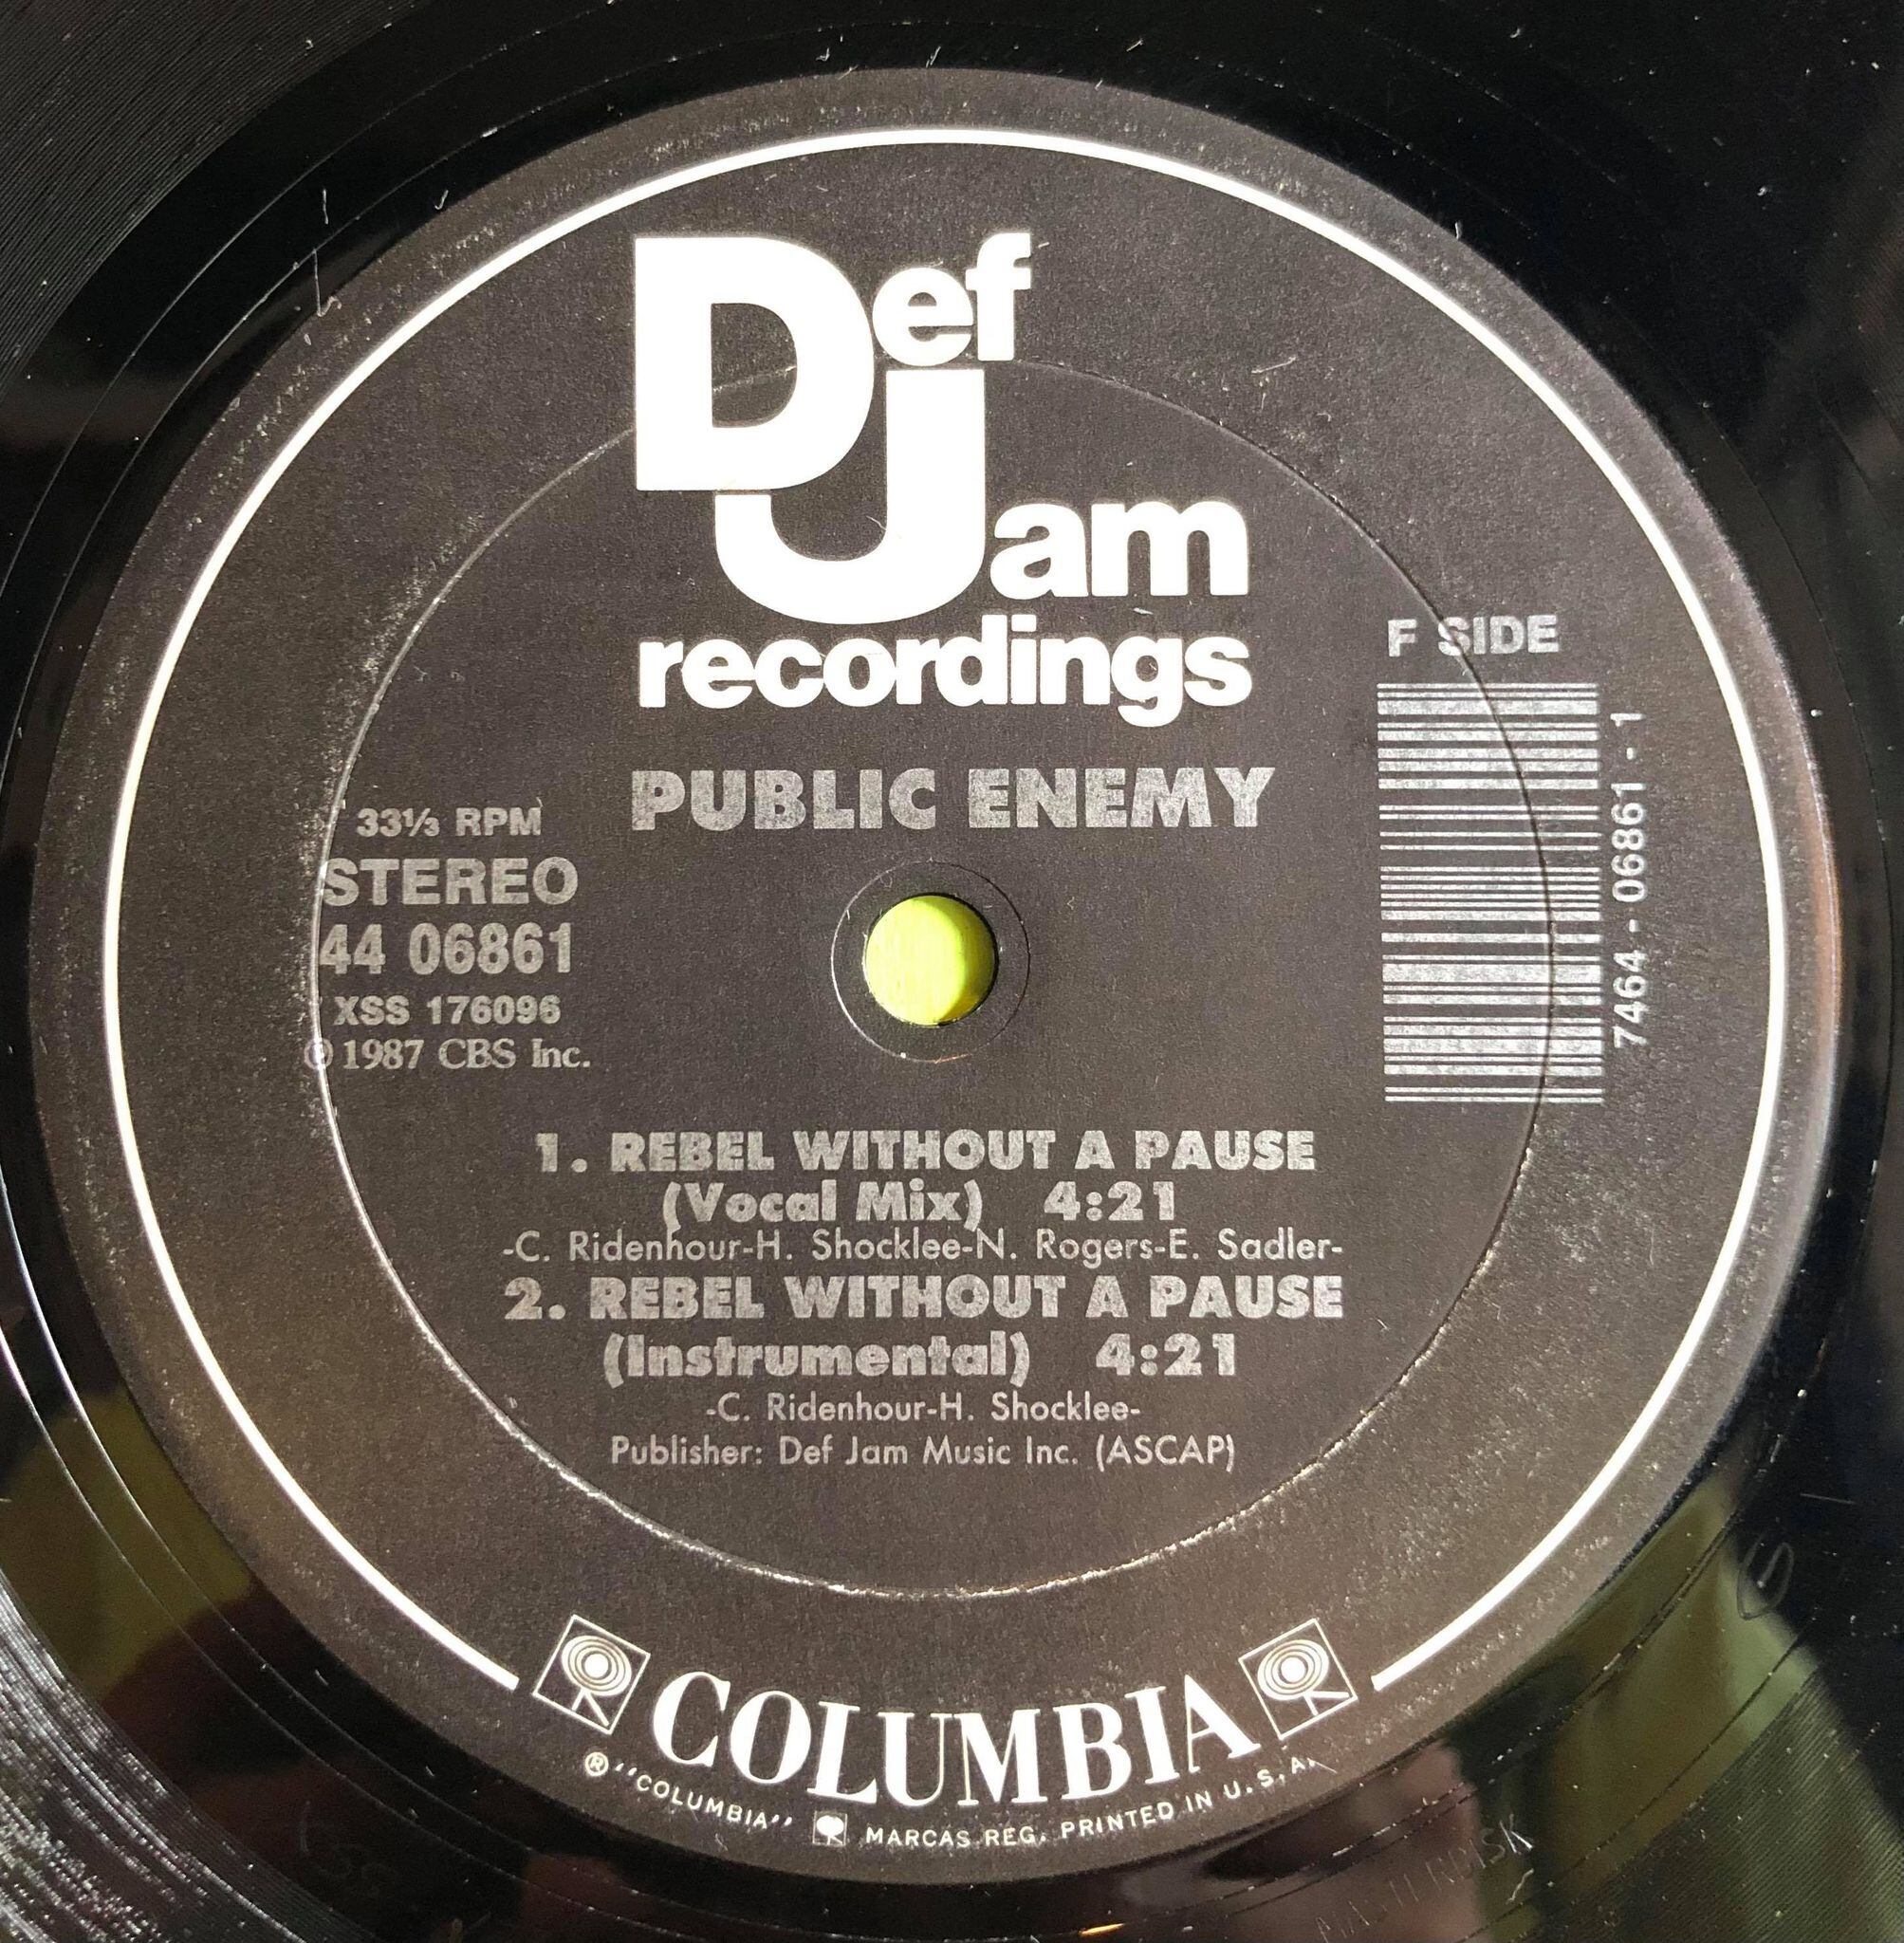 Def
Jam
recordings
F SIDE
7464 - 06861 - 1
PUBLIC ENEMY
33⅓ RPM
STEREO
44 06861
XSS 176096
℗ 1987 CBS Inc.
1. REBEL WITHOUT A PAUSE
(Vocal Mix) 4:21
-C. Ridenhour-H. Shocklee-N. Rogers-E. Sadler-
2. REBEL WITHOUT A PAUSE
(Instrumental) 4:21
-C. Ridenhour-H. Shocklee-
Publisher: Def Jam Music Inc. (ASCAP)
COLUMBIA
® "COLUMBIA" MARCAS REG. PRINTED IN U.S.A.